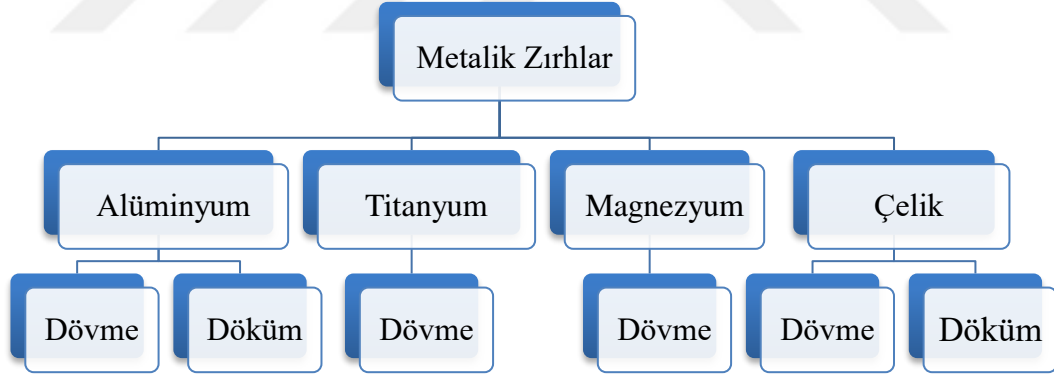 Metalik Zırhlar
Alüminyum
Titanyum
Magnezyum
Çelik
Dövme
Döküm
Dövme
Dövme
Dövme
Döküm